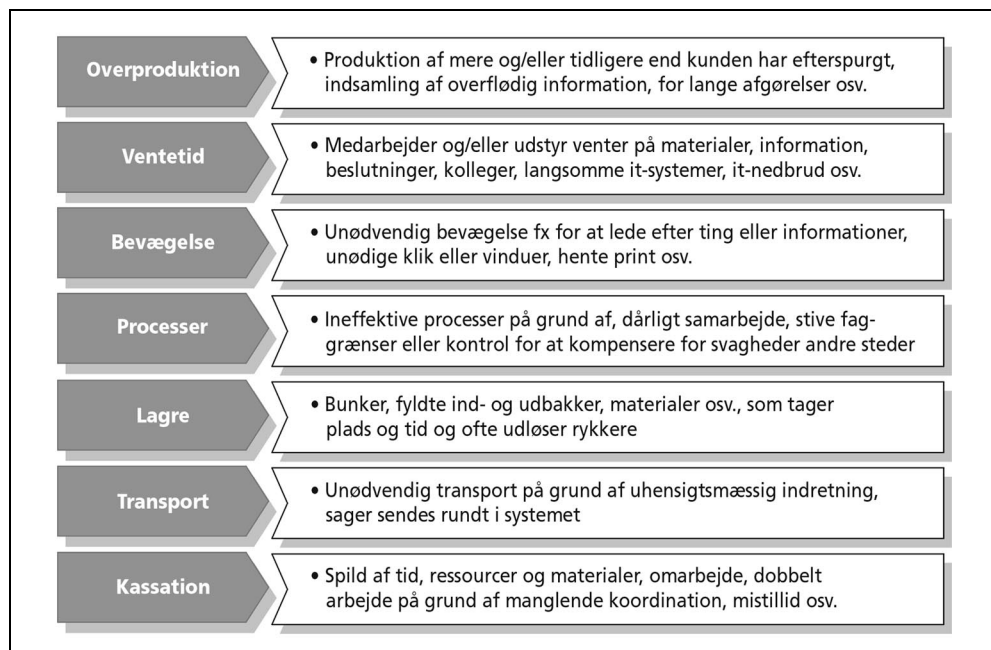 Overproduktion
• Produktion af mere og/eller tidligere end kunden har efterspurgt,
indsamling af overflødig information, for lange afgørelser osv.
Ventetid
• Medarbejder og/eller udstyr venter på materialer, information,
beslutninger, kolleger, langsomme it-systemer, it-nedbrud osv.
Bevægelse
• Unødvendig bevægelse fx for at lede efter ting eller informationer,
unødige klik eller vinduer, hente print osv.
Processer
• Ineffektive processer på grund af, dårligt samarbejde, stive fag-
grænser eller kontrol for at kompensere for svagheder andre steder
Lagre
• Bunker, fyldte ind- og udbakker, materialer osv., som tager
plads og tid og ofte udløser rykkere
Transport
• Unødvendig transport på grund af uhensigtsmæssig indretning,
sager sendes rundt i systemet
Kassation
• Spild af tid, ressourcer og materialer, omarbejde, dobbelt
arbejde på grund af manglende koordination, mistillid osv.